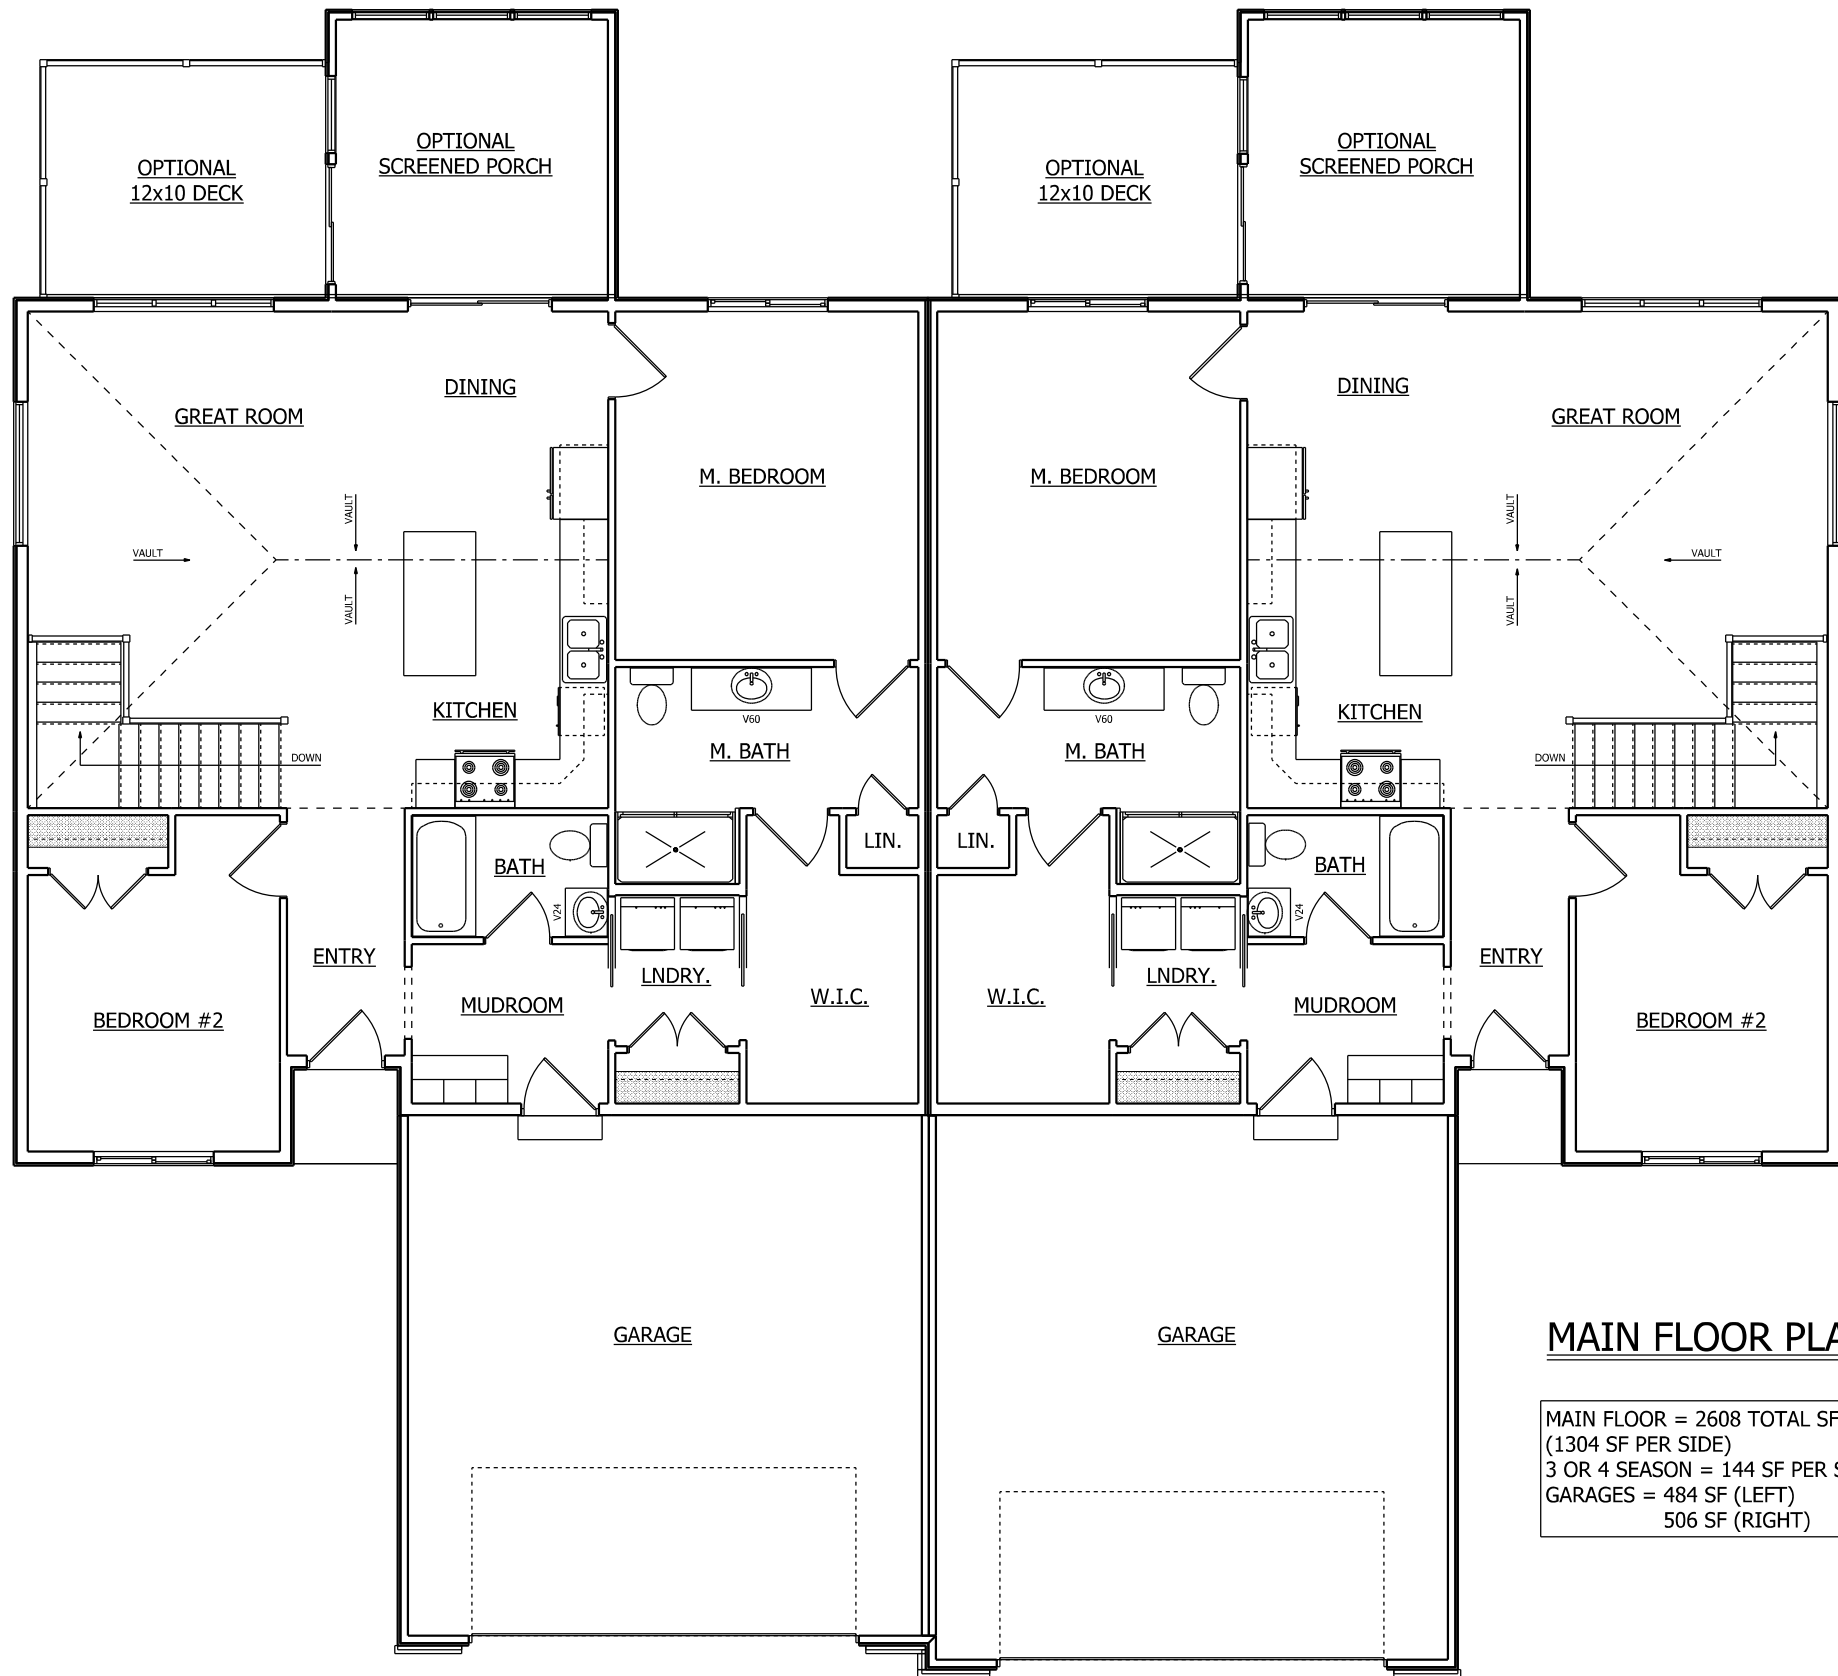 OPTIONAL
12x10 DECK
OPTIONAL
SCREENED PORCH
OPTIONAL
12x10 DECK
OPTIONAL
SCREENED PORCH
GREAT ROOM
DINING
M. BEDROOM
M. BEDROOM
DINING
GREAT ROOM
VAULT
VAULT
VAULT
VAULT
VAULT
VAULT
KITCHEN
V60
M. BATH
V60
M. BATH
KITCHEN
DOWN
DOWN
BATH
V24
LIN.
LIN.
BATH
V24
ENTRY
MUDROOM
LNDRY.
W.I.C.
W.I.C.
LNDRY.
MUDROOM
ENTRY
BEDROOM #2
BEDROOM #2
GARAGE
GARAGE
MAIN FLOOR
MAIN FLOOR = 2608 TOTAL SF
(1304 SF PER SIDE)
3 OR 4 SEASON = 144 SF PER
GARAGES = 484 SF (LEFT)
506 SF (RIGHT)